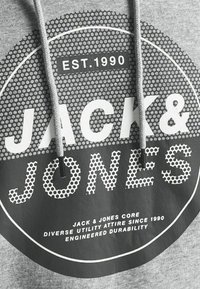 EST.1990
JACK&
JONES
JACK & JONES CORE
DIVERSE UTILITY ATTIRE SINCE 1990
ENGINEERED DURABILITY